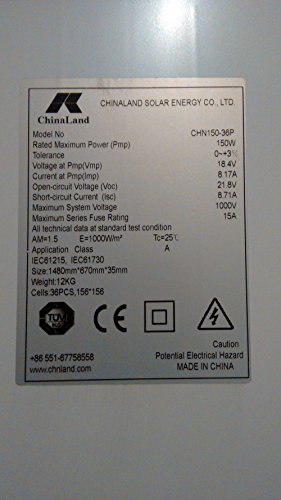 ChinaLand
CHINALAND SOLAR ENERGY CO., LTD.
Model No CHN150-36P
Rated Maximum Power (Pmp) 150W
Tolerance 0~+3%
Voltage at Pmp(Vmp) 18.4V
Current at Pmp(Imp) 8.17A
Open-circuit Voltage (Voc) 21.8V
Short-circuit Current (Isc) 8.71A
Maximum System Voltage 1000V
Maximum Series Fuse Rating 15A
All technical data at standard test condition
AM=1.5 E=1000W/m² Tc=25℃
Application Class A
IEC61215, IEC61730
Size:1480mm*670mm*35mm
Weight:12KG
Cells:36PCS,156*156
TÜV
CE
+86 551-67758558
www.chnland.com
Caution
Potential Electrical Hazard
MADE IN CHINA